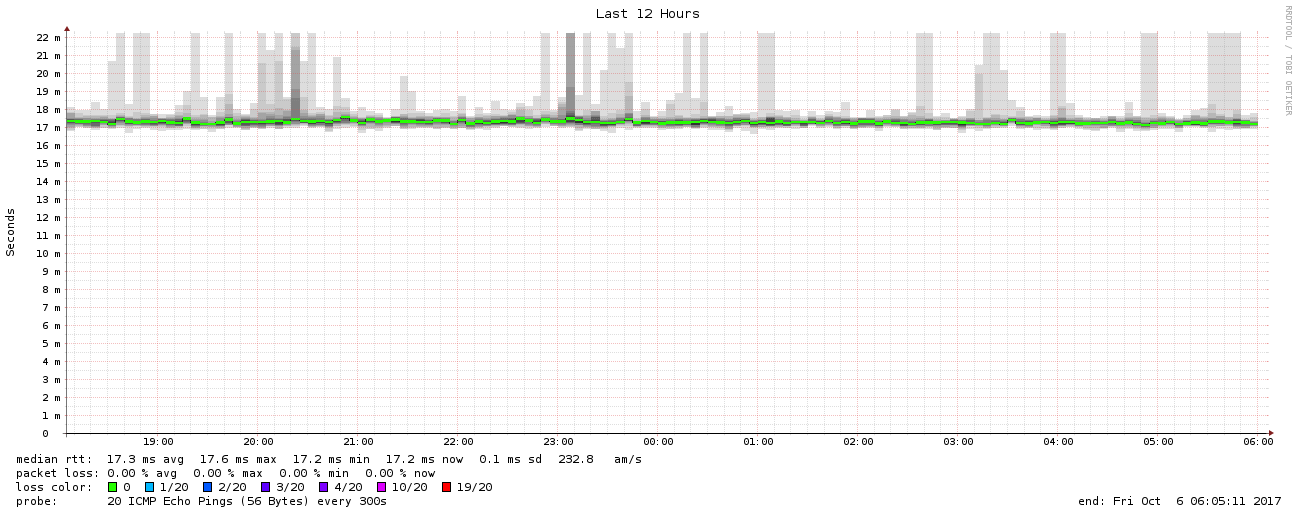 Last 12 Hours
RRDTOOL / TOBI OETIKER
Seconds
22 m
21 m
20 m
19 m
18 m
17 m
16 m
15 m
14 m
13 m
12 m
11 m
10 m
9 m
8 m
7 m
6 m
5 m
4 m
3 m
2 m
1 m
0
19:00 20:00 21:00 22:00 23:00 00:00 01:00 02:00 03:00 04:00 05:00 06:00
median rtt: 17.3 ms avg 17.6 ms max 17.2 ms min 17.2 ms now 0.1 ms sd 232.8 am/s
packet loss: 0.00 % avg 0.00 % max 0.00 % min 0.00 % now
loss color: 0 1/20 2/20 3/20 4/20 10/20 19/20
probe: 20 ICMP Echo Pings (56 Bytes) every 300s end: Fri Oct 6 06:05:11 2017